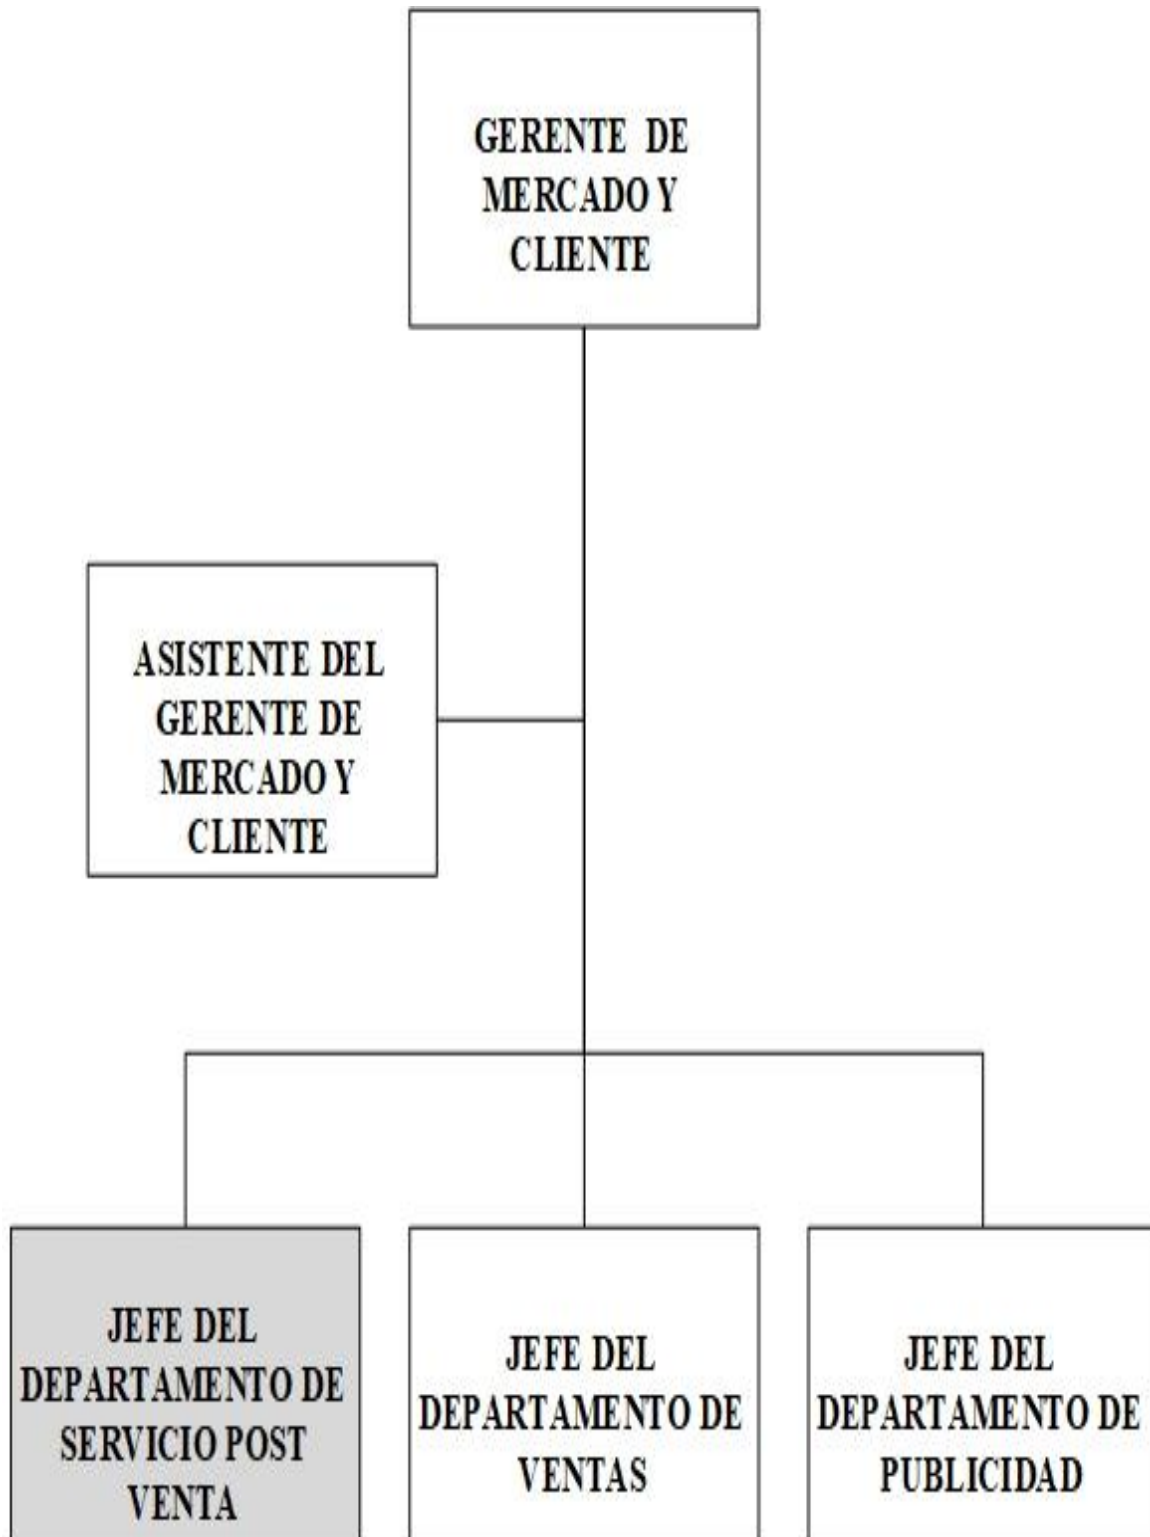 GERENTE DE
MERCADO Y
CLIENTE
ASISTENTE DEL
GERENTE DE
MERCADO Y
CLIENTE
JEFE DEL
DEPARTAMENTO DE
SERVICIO POST
VENTA
JEFE DEL
DEPARTAMENTO DE
VENTAS
JEFE DEL
DEPARTAMENTO DE
PUBLICIDAD